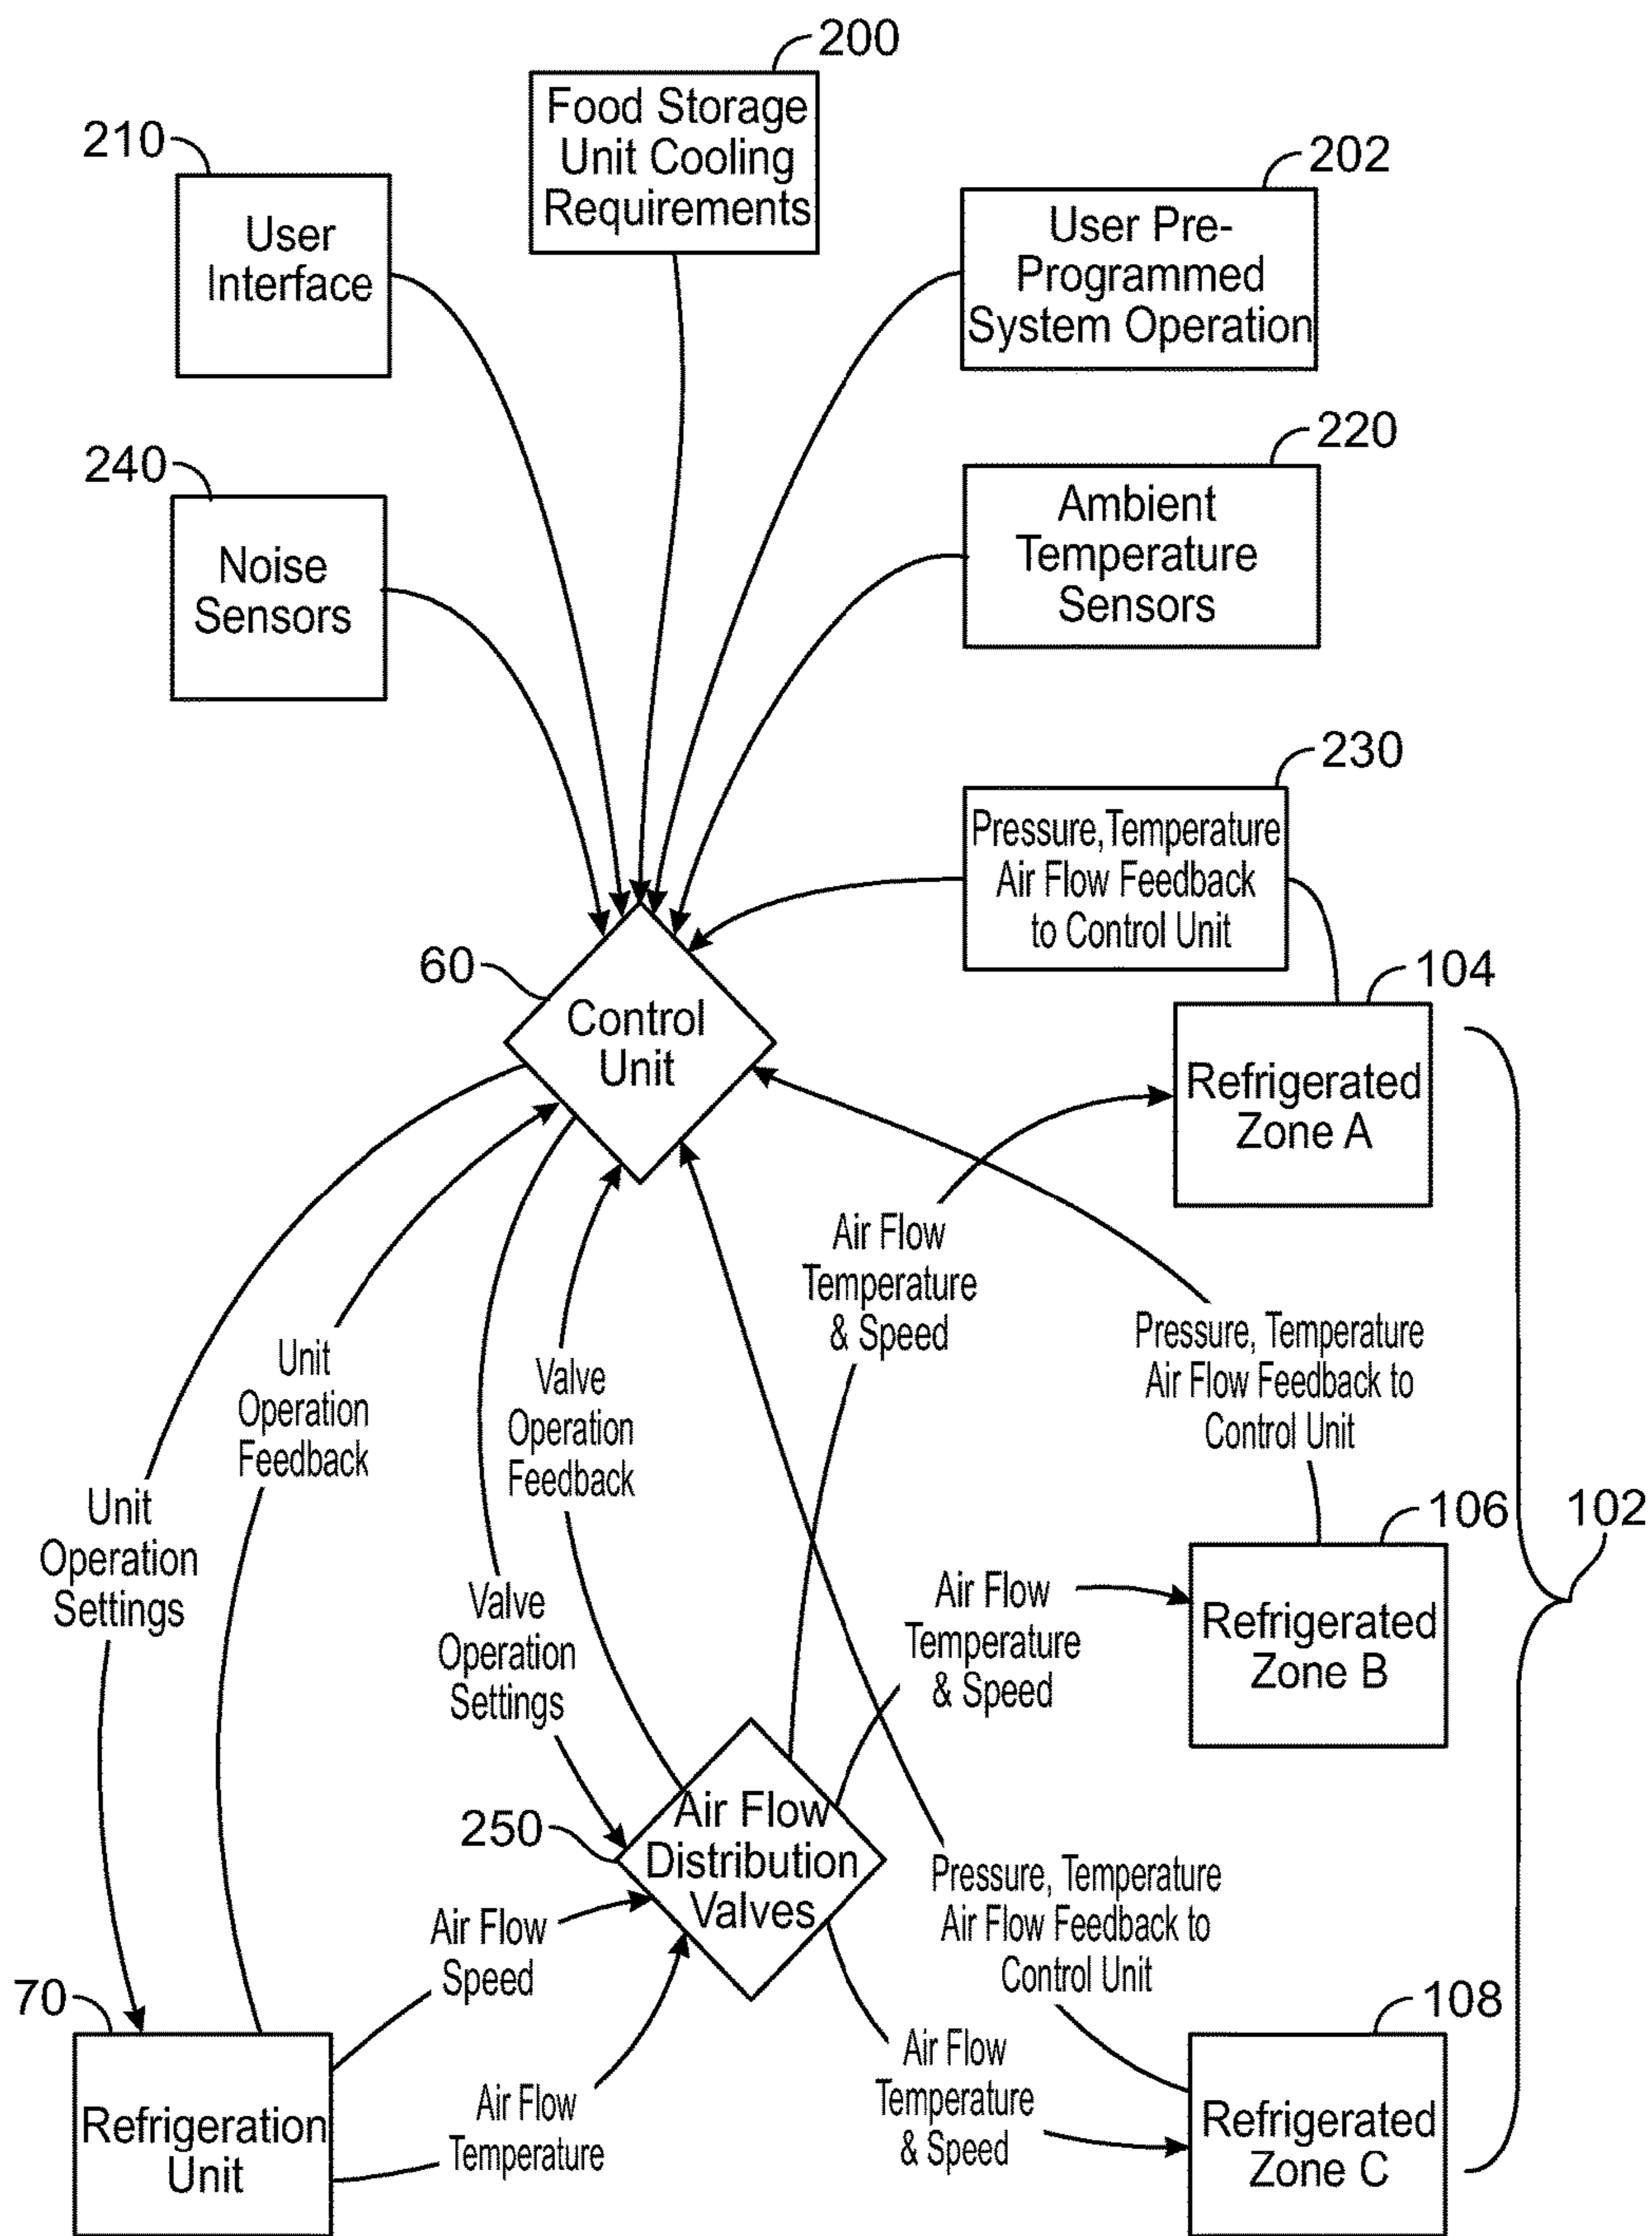 200
Food Storage
Unit Cooling
Requirements
210
User
Interface
202
User Pre-
Programmed
System Operation
240
Noise
Sensors
220
Ambient
Temperature
Sensors
230
Pressure,Temperature
Air Flow Feedback
to Control Unit
60
Control
Unit
104
Refrigerated
Zone A
Air Flow
Temperature
& Speed
Pressure, Temperature
Air Flow Feedback to
Control Unit
Unit
Operation
Feedback
Valve
Operation
Feedback
Unit
Operation
Settings
106
102
Refrigerated
Zone B
Air Flow
Temperature
& Speed
Valve
Operation
Settings
250
Air Flow
Distribution
Valves
Pressure, Temperature
Air Flow Feedback to
Control Unit
Air Flow
Speed
70
Refrigeration
Unit
Air Flow
Temperature
Air Flow
Temperature
& Speed
108
Refrigerated
Zone C